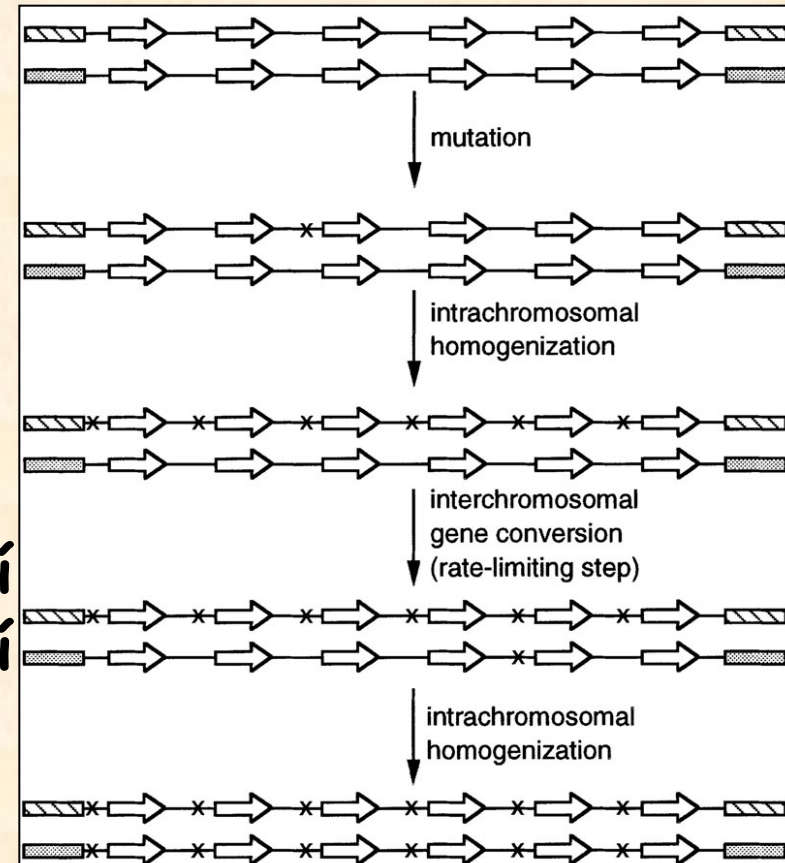 mutation
x
intrachromosomal
homogenization
x x x x x x
interchromosomal
gene conversion
(rate-limiting step)
x x x x x x
x
intrachromosomal
homogenization
x x x x x x
x x x x x x